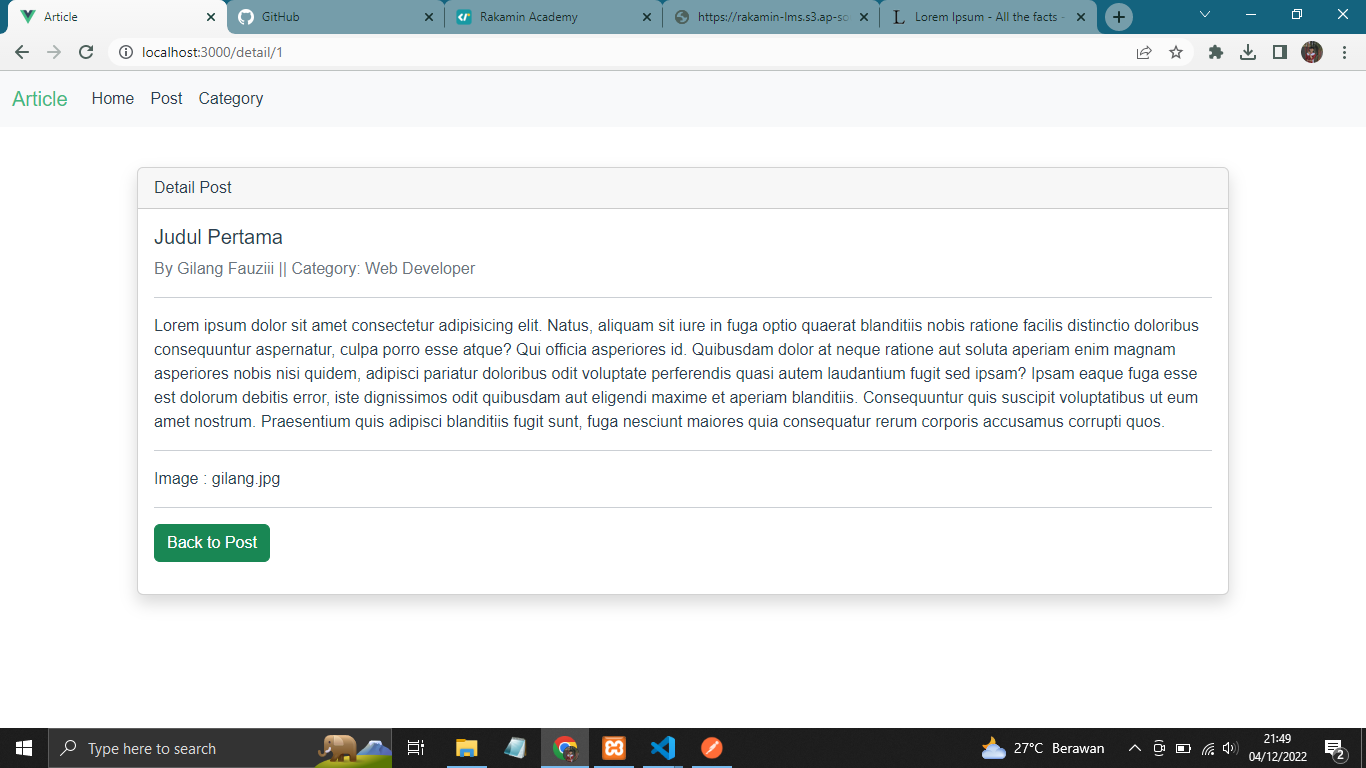 Article
GitHub
Rakamin Academy
https://rakamin-lms.s3.ap-so
Lorem Ipsum - All the facts -
localhost:3000/detail/1
Article Home Post Category
Detail Post
Judul Pertama
By Gilang Fauziii || Category: Web Developer
Lorem ipsum dolor sit amet consectetur adipisicing elit. Natus, aliquam sit iure in fuga optio quaerat blanditiis nobis ratione facilis distinctio doloribus
consequuntur aspernatur, culpa porro esse atque? Qui officia asperiores id. Quibusdam dolor at neque ratione aut soluta aperiam enim magnam
asperiores nobis nisi quidem, adipisci pariatur doloribus odit voluptate perferendis quasi autem laudantium fugit sed ipsam? Ipsam eaque fuga esse
est dolorum debitis error, iste dignissimos odit quibusdam aut eligendi maxime et aperiam blanditiis. Consequuntur quis suscipit voluptatibus ut eum
amet nostrum. Praesentium quis adipisci blanditiis fugit sunt, fuga nesciunt maiores quia consequatur rerum corporis accusamus corrupti quos.
Image : gilang.jpg
Back to Post
Type here to search
27°C Berawan
21:49
04/12/2022
2